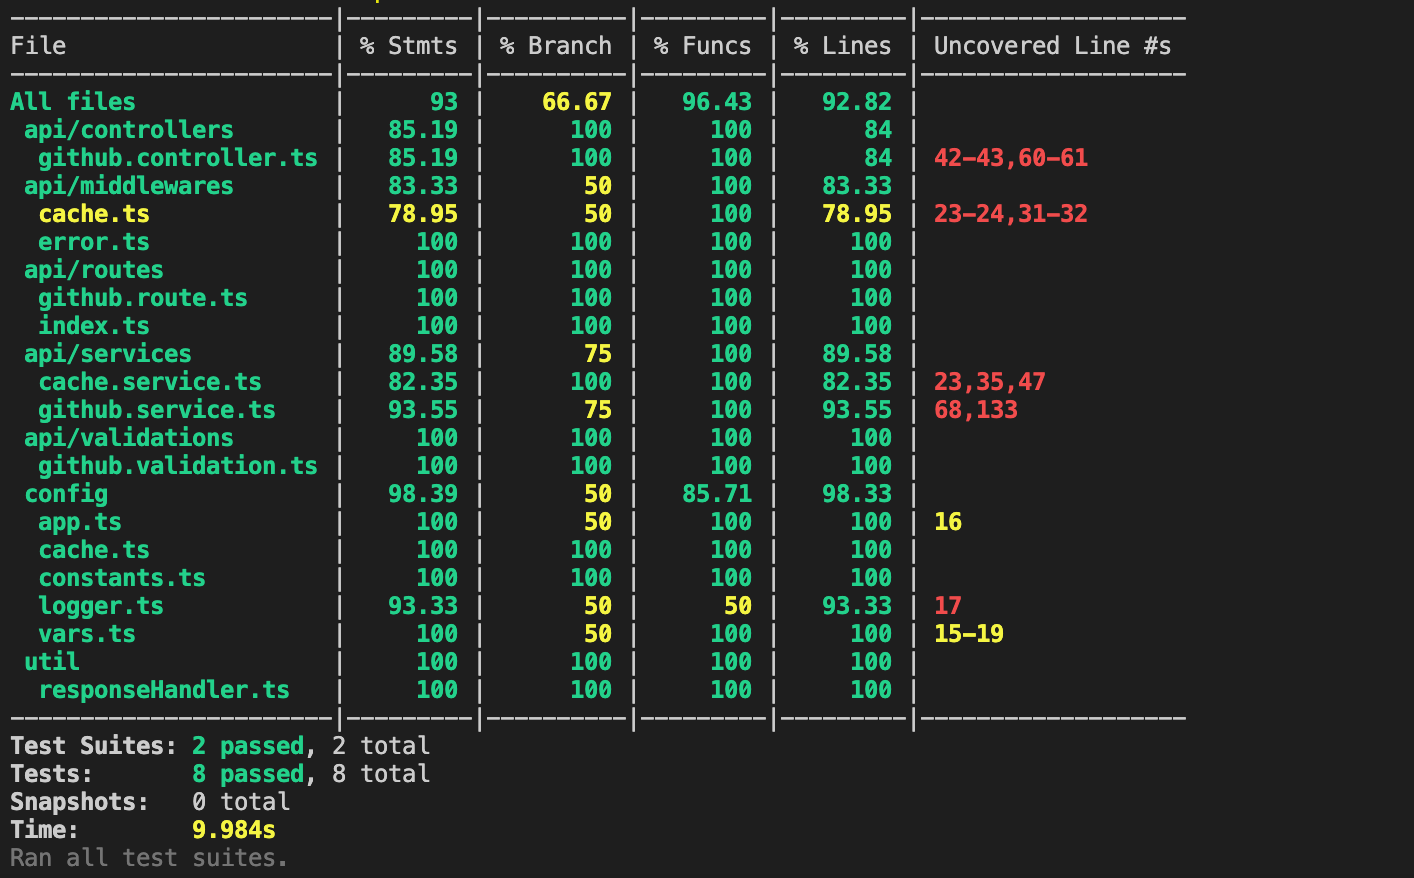 -----------------------|---------|----------|---------|---------|-------------------
File                   | % Stmts | % Branch | % Funcs | % Lines | Uncovered Line #s
-----------------------|---------|----------|---------|---------|-------------------
All files              |      93 |    66.67 |   96.43 |   92.82 |
 api/controllers       |   85.19 |      100 |     100 |      84 |
  github.controller.ts |   85.19 |      100 |     100 |      84 | 42-43,60-61
 api/middlewares       |   83.33 |       50 |     100 |   83.33 |
  cache.ts             |   78.95 |       50 |     100 |   78.95 | 23-24,31-32
  error.ts             |     100 |      100 |     100 |     100 |
 api/routes            |     100 |      100 |     100 |     100 |
  github.route.ts      |     100 |      100 |     100 |     100 |
  index.ts             |     100 |      100 |     100 |     100 |
 api/services          |   89.58 |       75 |     100 |   89.58 |
  cache.service.ts     |   82.35 |      100 |     100 |   82.35 | 23,35,47
  github.service.ts    |   93.55 |       75 |     100 |   93.55 | 68,133
 api/validations       |     100 |      100 |     100 |     100 |
  github.validation.ts |     100 |      100 |     100 |     100 |
 config                |   98.39 |       50 |   85.71 |   98.33 |
  app.ts               |     100 |       50 |     100 |     100 | 16
  cache.ts             |     100 |      100 |     100 |     100 |
  constants.ts         |     100 |      100 |     100 |     100 |
  logger.ts            |   93.33 |       50 |      50 |   93.33 | 17
  vars.ts              |     100 |       50 |     100 |     100 | 15-19
 util                  |     100 |      100 |     100 |     100 |
  responseHandler.ts   |     100 |      100 |     100 |     100 |
-----------------------|---------|----------|---------|---------|-------------------
Test Suites: 2 passed, 2 total
Tests:       8 passed, 8 total
Snapshots:   0 total
Time:        9.984s
Ran all test suites.